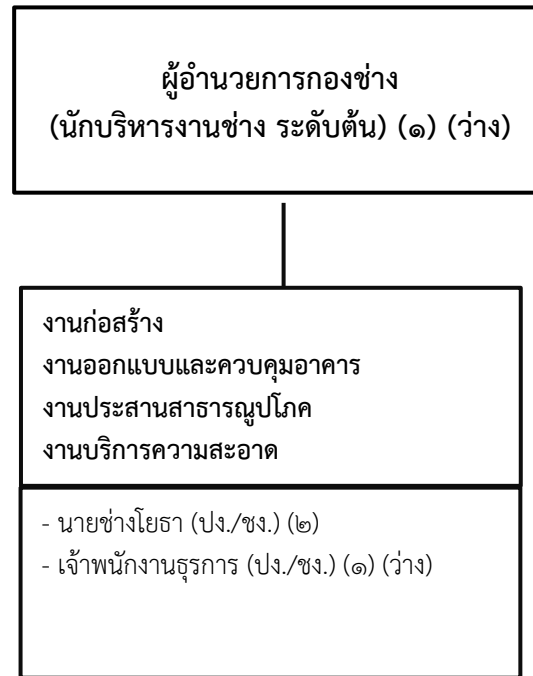 ผู้อำนวยการกองช่าง
(นักบริหารงานช่าง ระดับต้น) (๑) (ว่าง)
งานก่อสร้าง
งานออกแบบและควบคุมอาคาร
งานประสานสาธารณูปโภค
งานบริการความสะอาด
- นายช่างโยธา (ปง./ชง.) (๒)
- เจ้าพนักงานธุรการ (ปง./ชง.) (๑) (ว่าง)